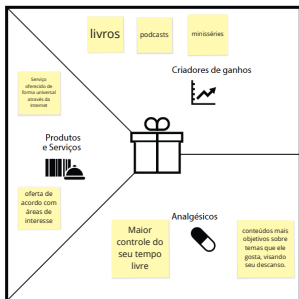 livros
podcasts
minisséries
Criadores de ganhos
Serviço
oferecido de
forma universal
através da
internet
Produtos
e Serviços
oferta de
acordo com
áreas de
interesse
Analgésicos
Maior
controle do
seu tempo
livre
conteúdos mais
objetivos sobre
temas que ele
gosta, visando
seu descanso.